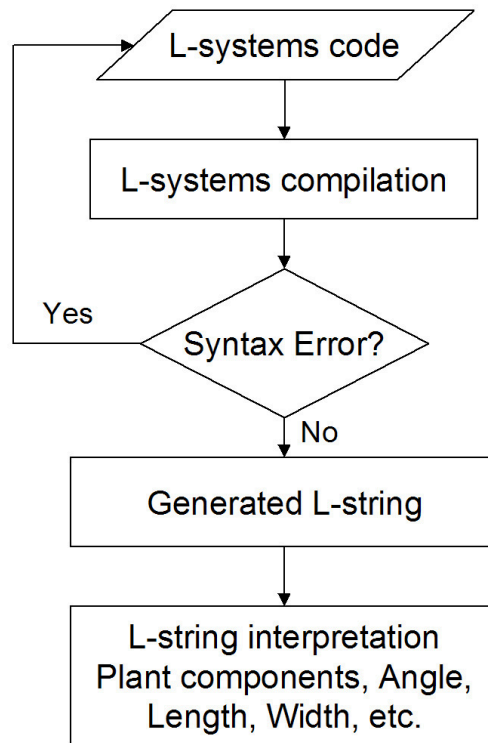 L-systems code
L-systems compilation
Yes
Syntax Error?
No
Generated L-string
L-string interpretation
Plant components, Angle,
Length, Width, etc.